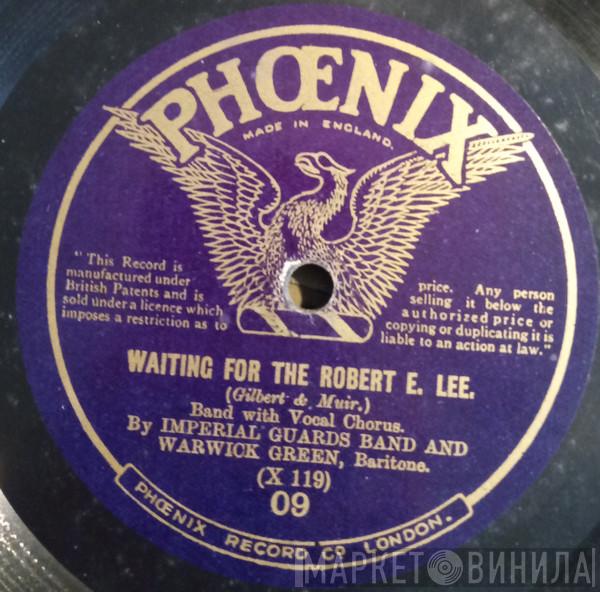 PHŒNIX
MADE IN ENGLAND.
"This Record is
manufactured under
British Patents and is
sold under a licence which
imposes a restriction as to
price. Any person
selling it below the
authorized price or
copying or duplicating it is
liable to an action at law."
WAITING FOR THE ROBERT E. LEE.
(Gilbert & Muir.)
Band with Vocal Chorus.
By IMPERIAL GUARDS BAND AND
WARWICK GREEN, Baritone.
(X 119)
09
PHŒNIX RECORD CO LONDON.
МАРКЕТ ВИНИЛА